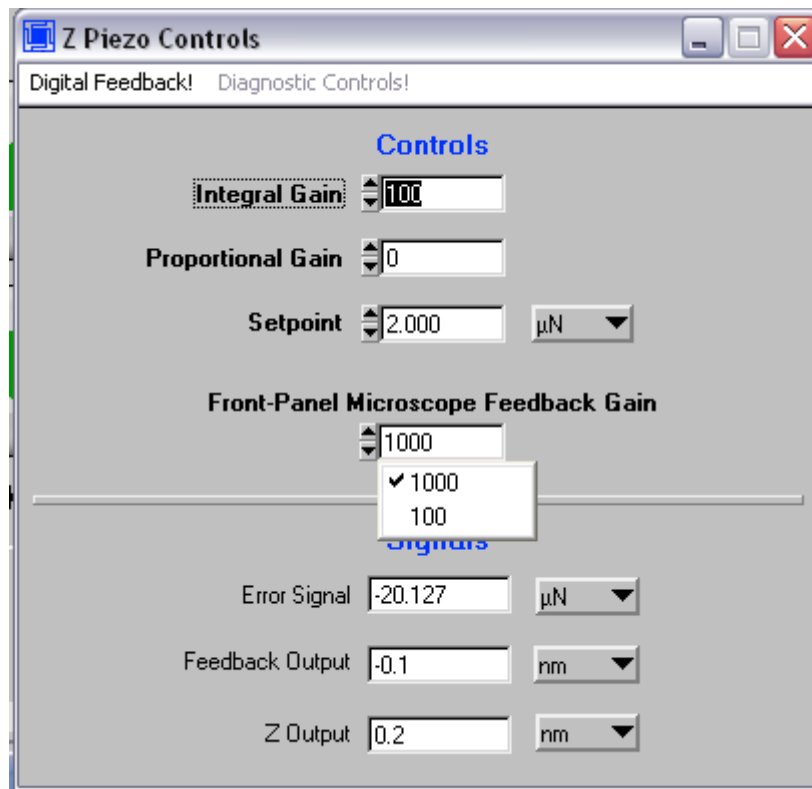 Z Piezo Controls
Digital Feedback! Diagnostic Controls!
Controls
Integral Gain 100
Proportional Gain 0
Setpoint 2.000 µN
Front-Panel Microscope Feedback Gain
1000
1000
100
Signals
Error Signal -20.127 µN
Feedback Output -0.1 nm
Z Output 0.2 nm